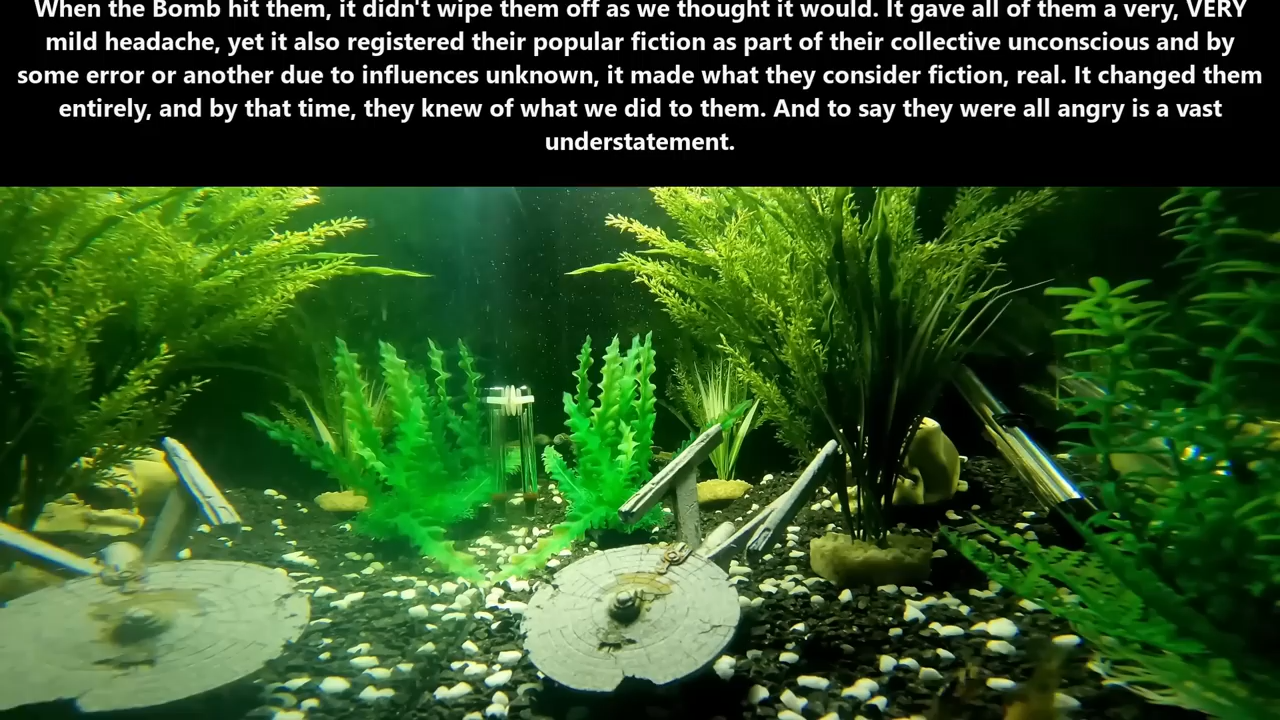 When the Bomb hit them, it didn't wipe them off as we thought it would. It gave all of them a very, VERY
mild headache, yet it also registered their popular fiction as part of their collective unconscious and by
some error or another due to influences unknown, it made what they consider fiction, real. It changed them
entirely, and by that time, they knew of what we did to them. And to say they were all angry is a vast
understatement.